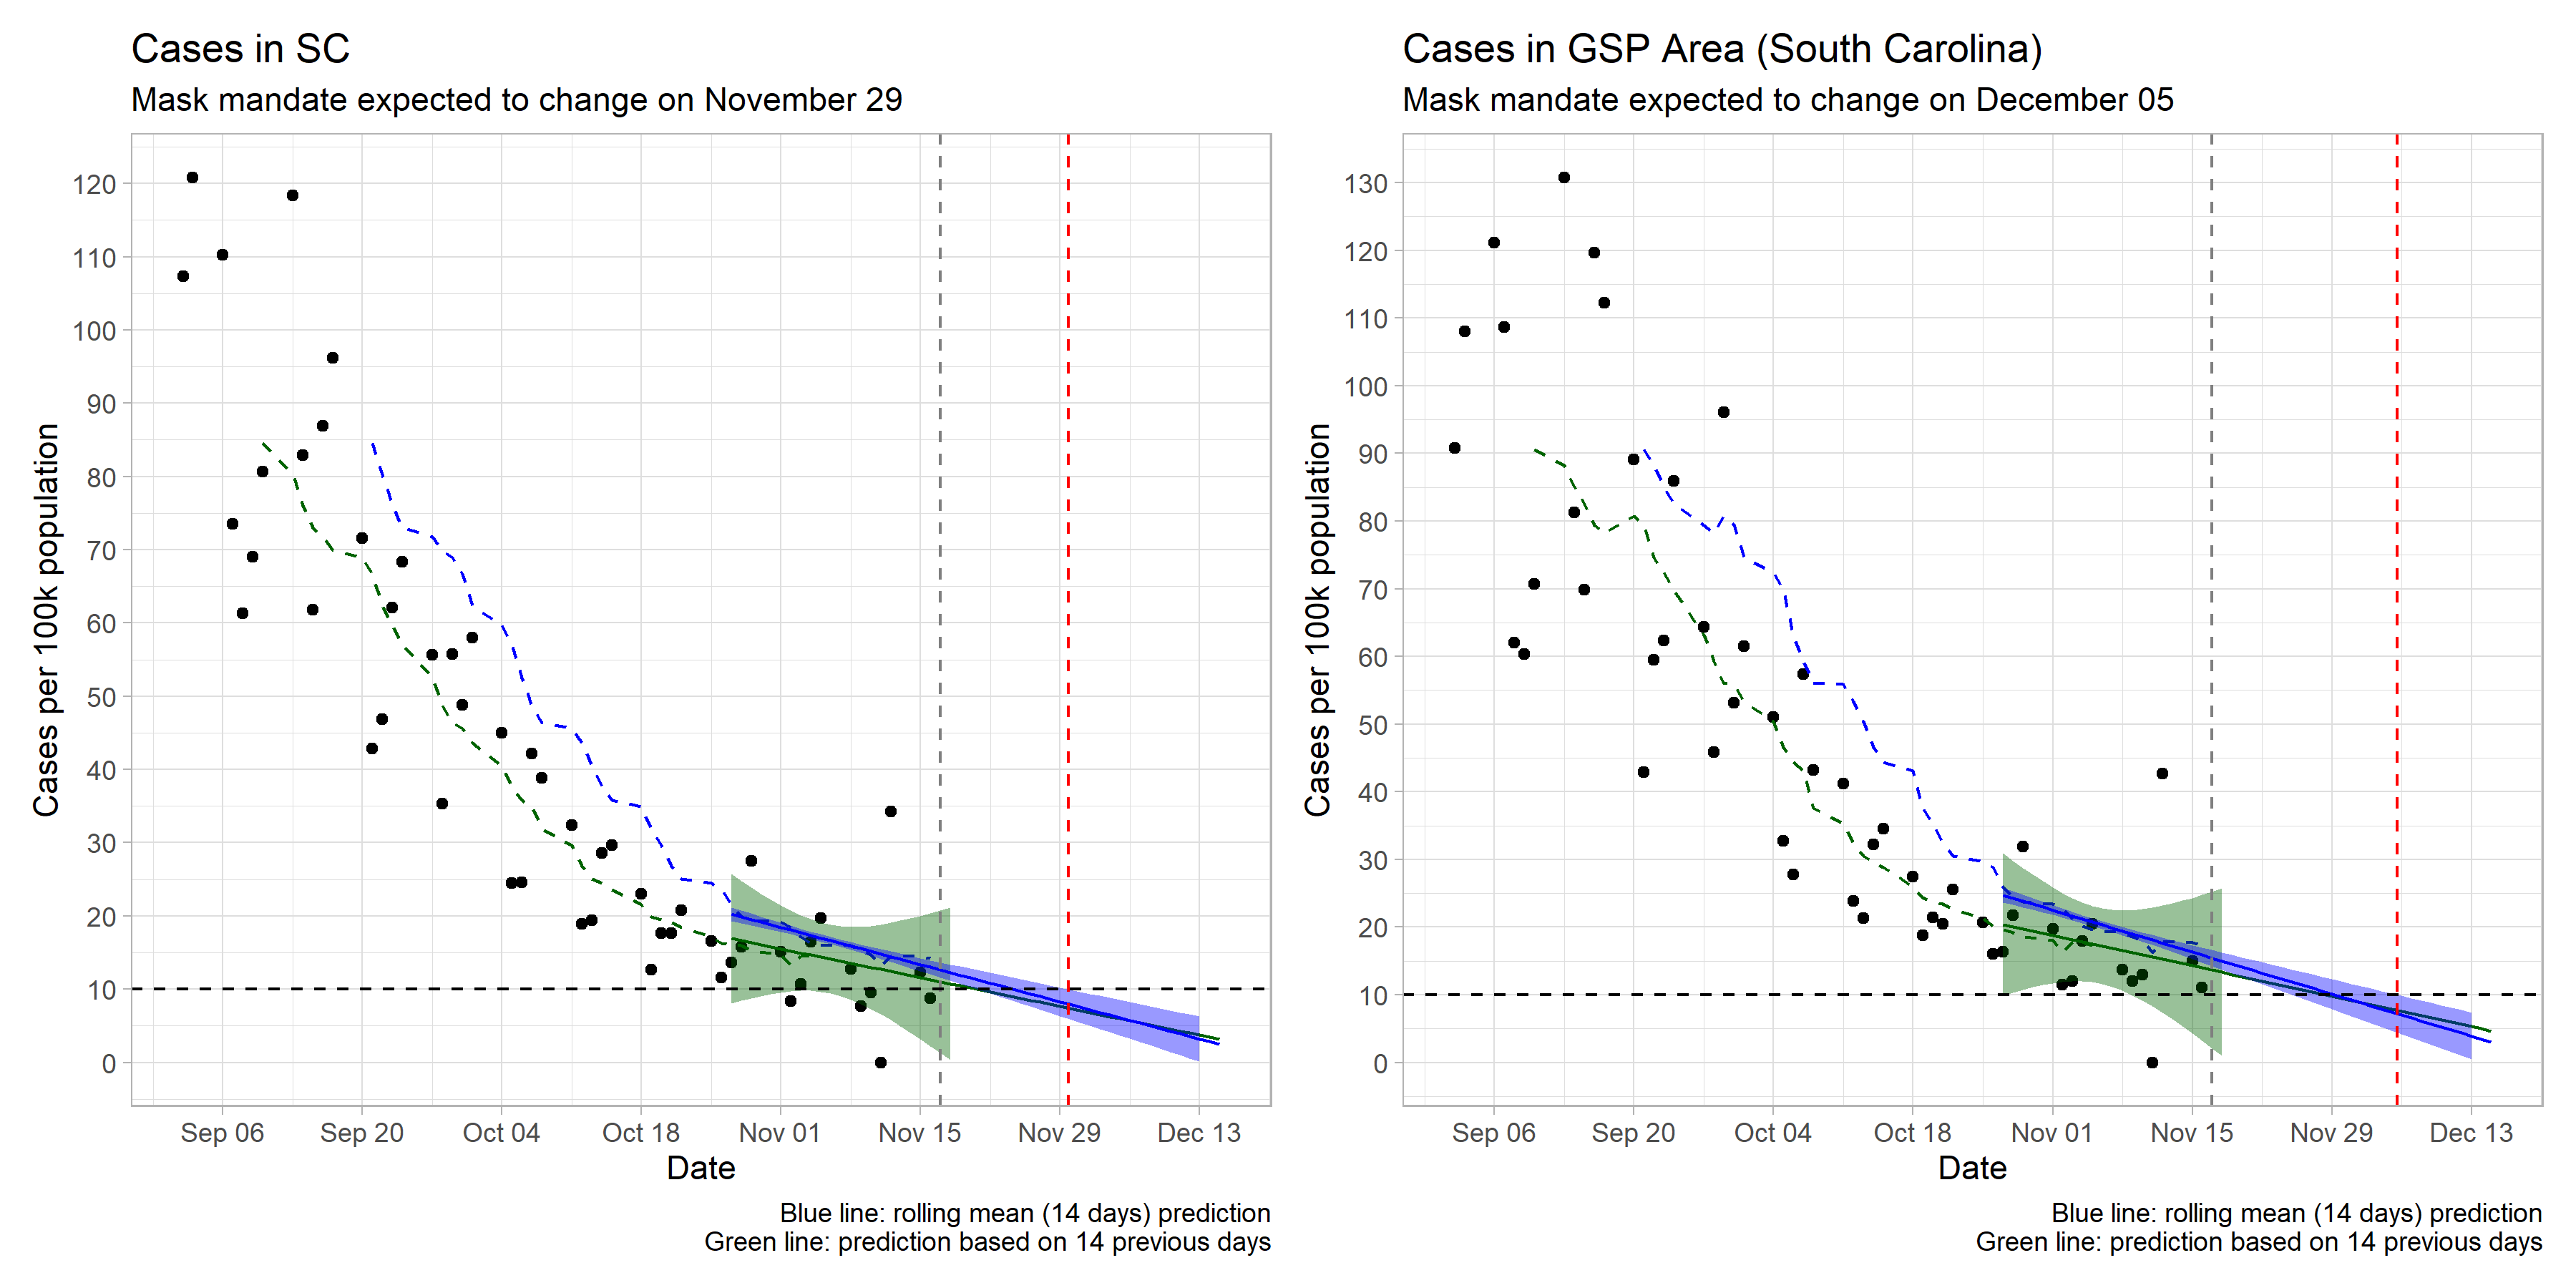 Cases in SC
Mask mandate expected to change on November 29
Cases per 100k population
120
110
100
90
80
70
60
50
40
30
20
10
0
Sep 06
Sep 20
Oct 04
Oct 18
Nov 01
Nov 15
Nov 29
Dec 13
Date
Blue line: rolling mean (14 days) prediction
Green line: prediction based on 14 previous days
Cases in GSP Area (South Carolina)
Mask mandate expected to change on December 05
Cases per 100k population
130
120
110
100
90
80
70
60
50
40
30
20
10
0
Sep 06
Sep 20
Oct 04
Oct 18
Nov 01
Nov 15
Nov 29
Dec 13
Date
Blue line: rolling mean (14 days) prediction
Green line: prediction based on 14 previous days